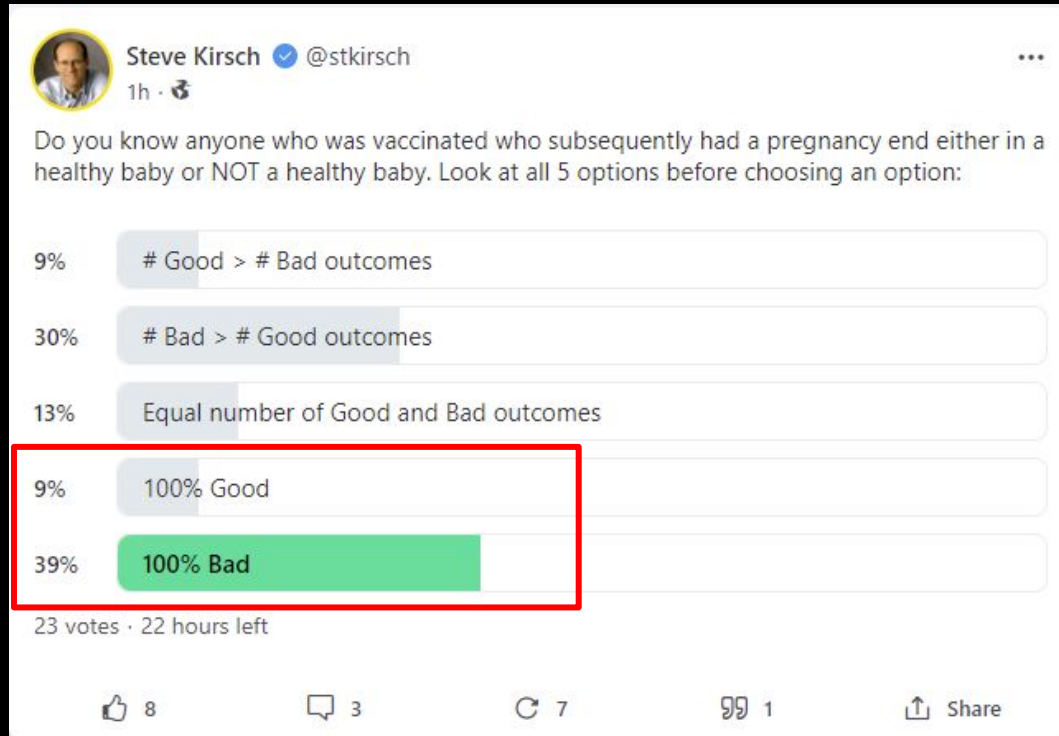 Steve Kirsch @stkirsch
1h ·
Do you know anyone who was vaccinated who subsequently had a pregnancy end either in a
healthy baby or NOT a healthy baby. Look at all 5 options before choosing an option:
9% # Good > # Bad outcomes
30% # Bad > # Good outcomes
13% Equal number of Good and Bad outcomes
9% 100% Good
39% 100% Bad
23 votes · 22 hours left
8 3 7 1 Share